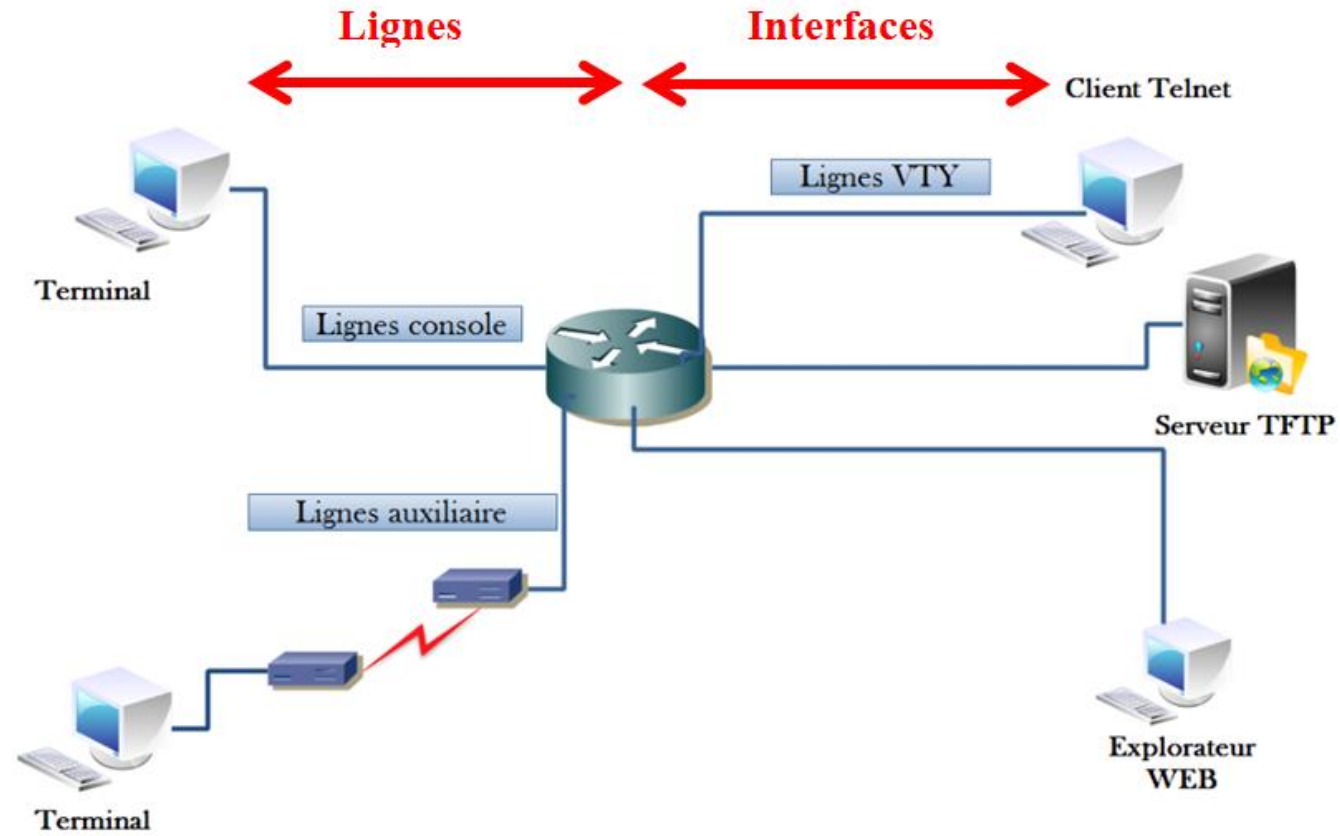 Lignes
Interfaces
Client Telnet
Lignes VTY
Terminal
Lignes console
Serveur TFTP
Lignes auxiliaire
Explorateur
WEB
Terminal